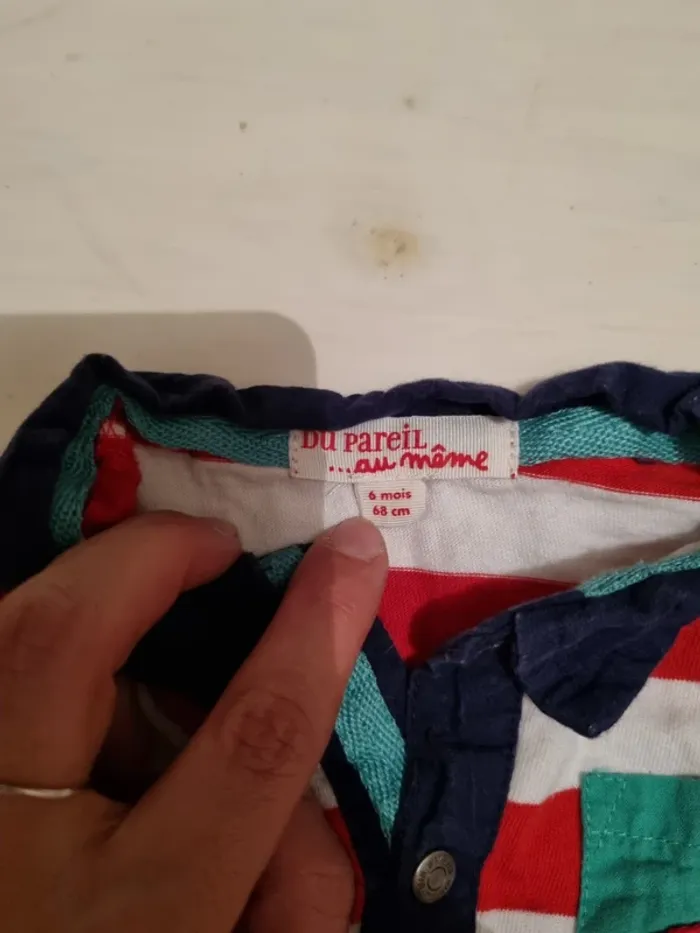 DU PAREIL
...au même
6 mois
68 cm